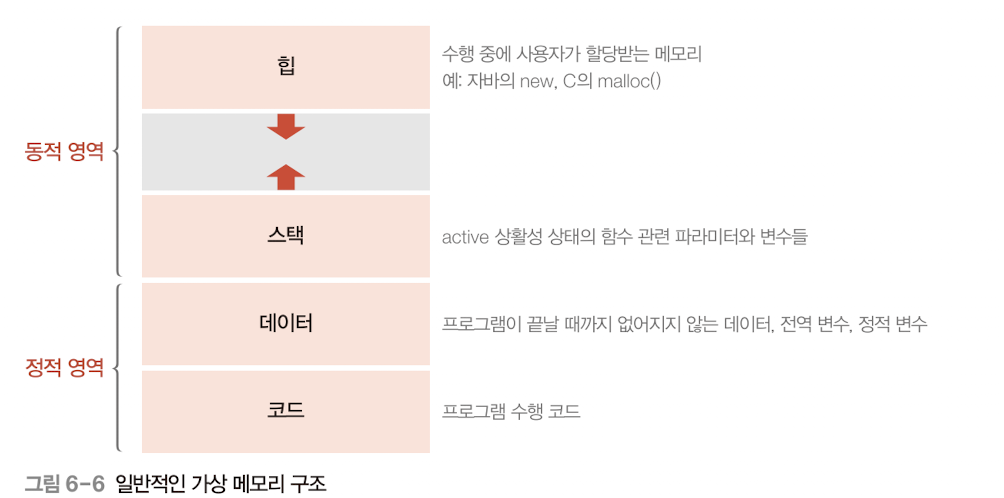 힙
수행 중에 사용자가 할당받는 메모리
예: 자바의 new, C의 malloc()
동적 영역
스택
active 상활성 상태의 함수 관련 파라미터와 변수들
데이터
프로그램이 끝날 때까지 없어지지 않는 데이터, 전역 변수, 정적 변수
정적 영역
코드
프로그램 수행 코드
그림 6-6 일반적인 가상 메모리 구조